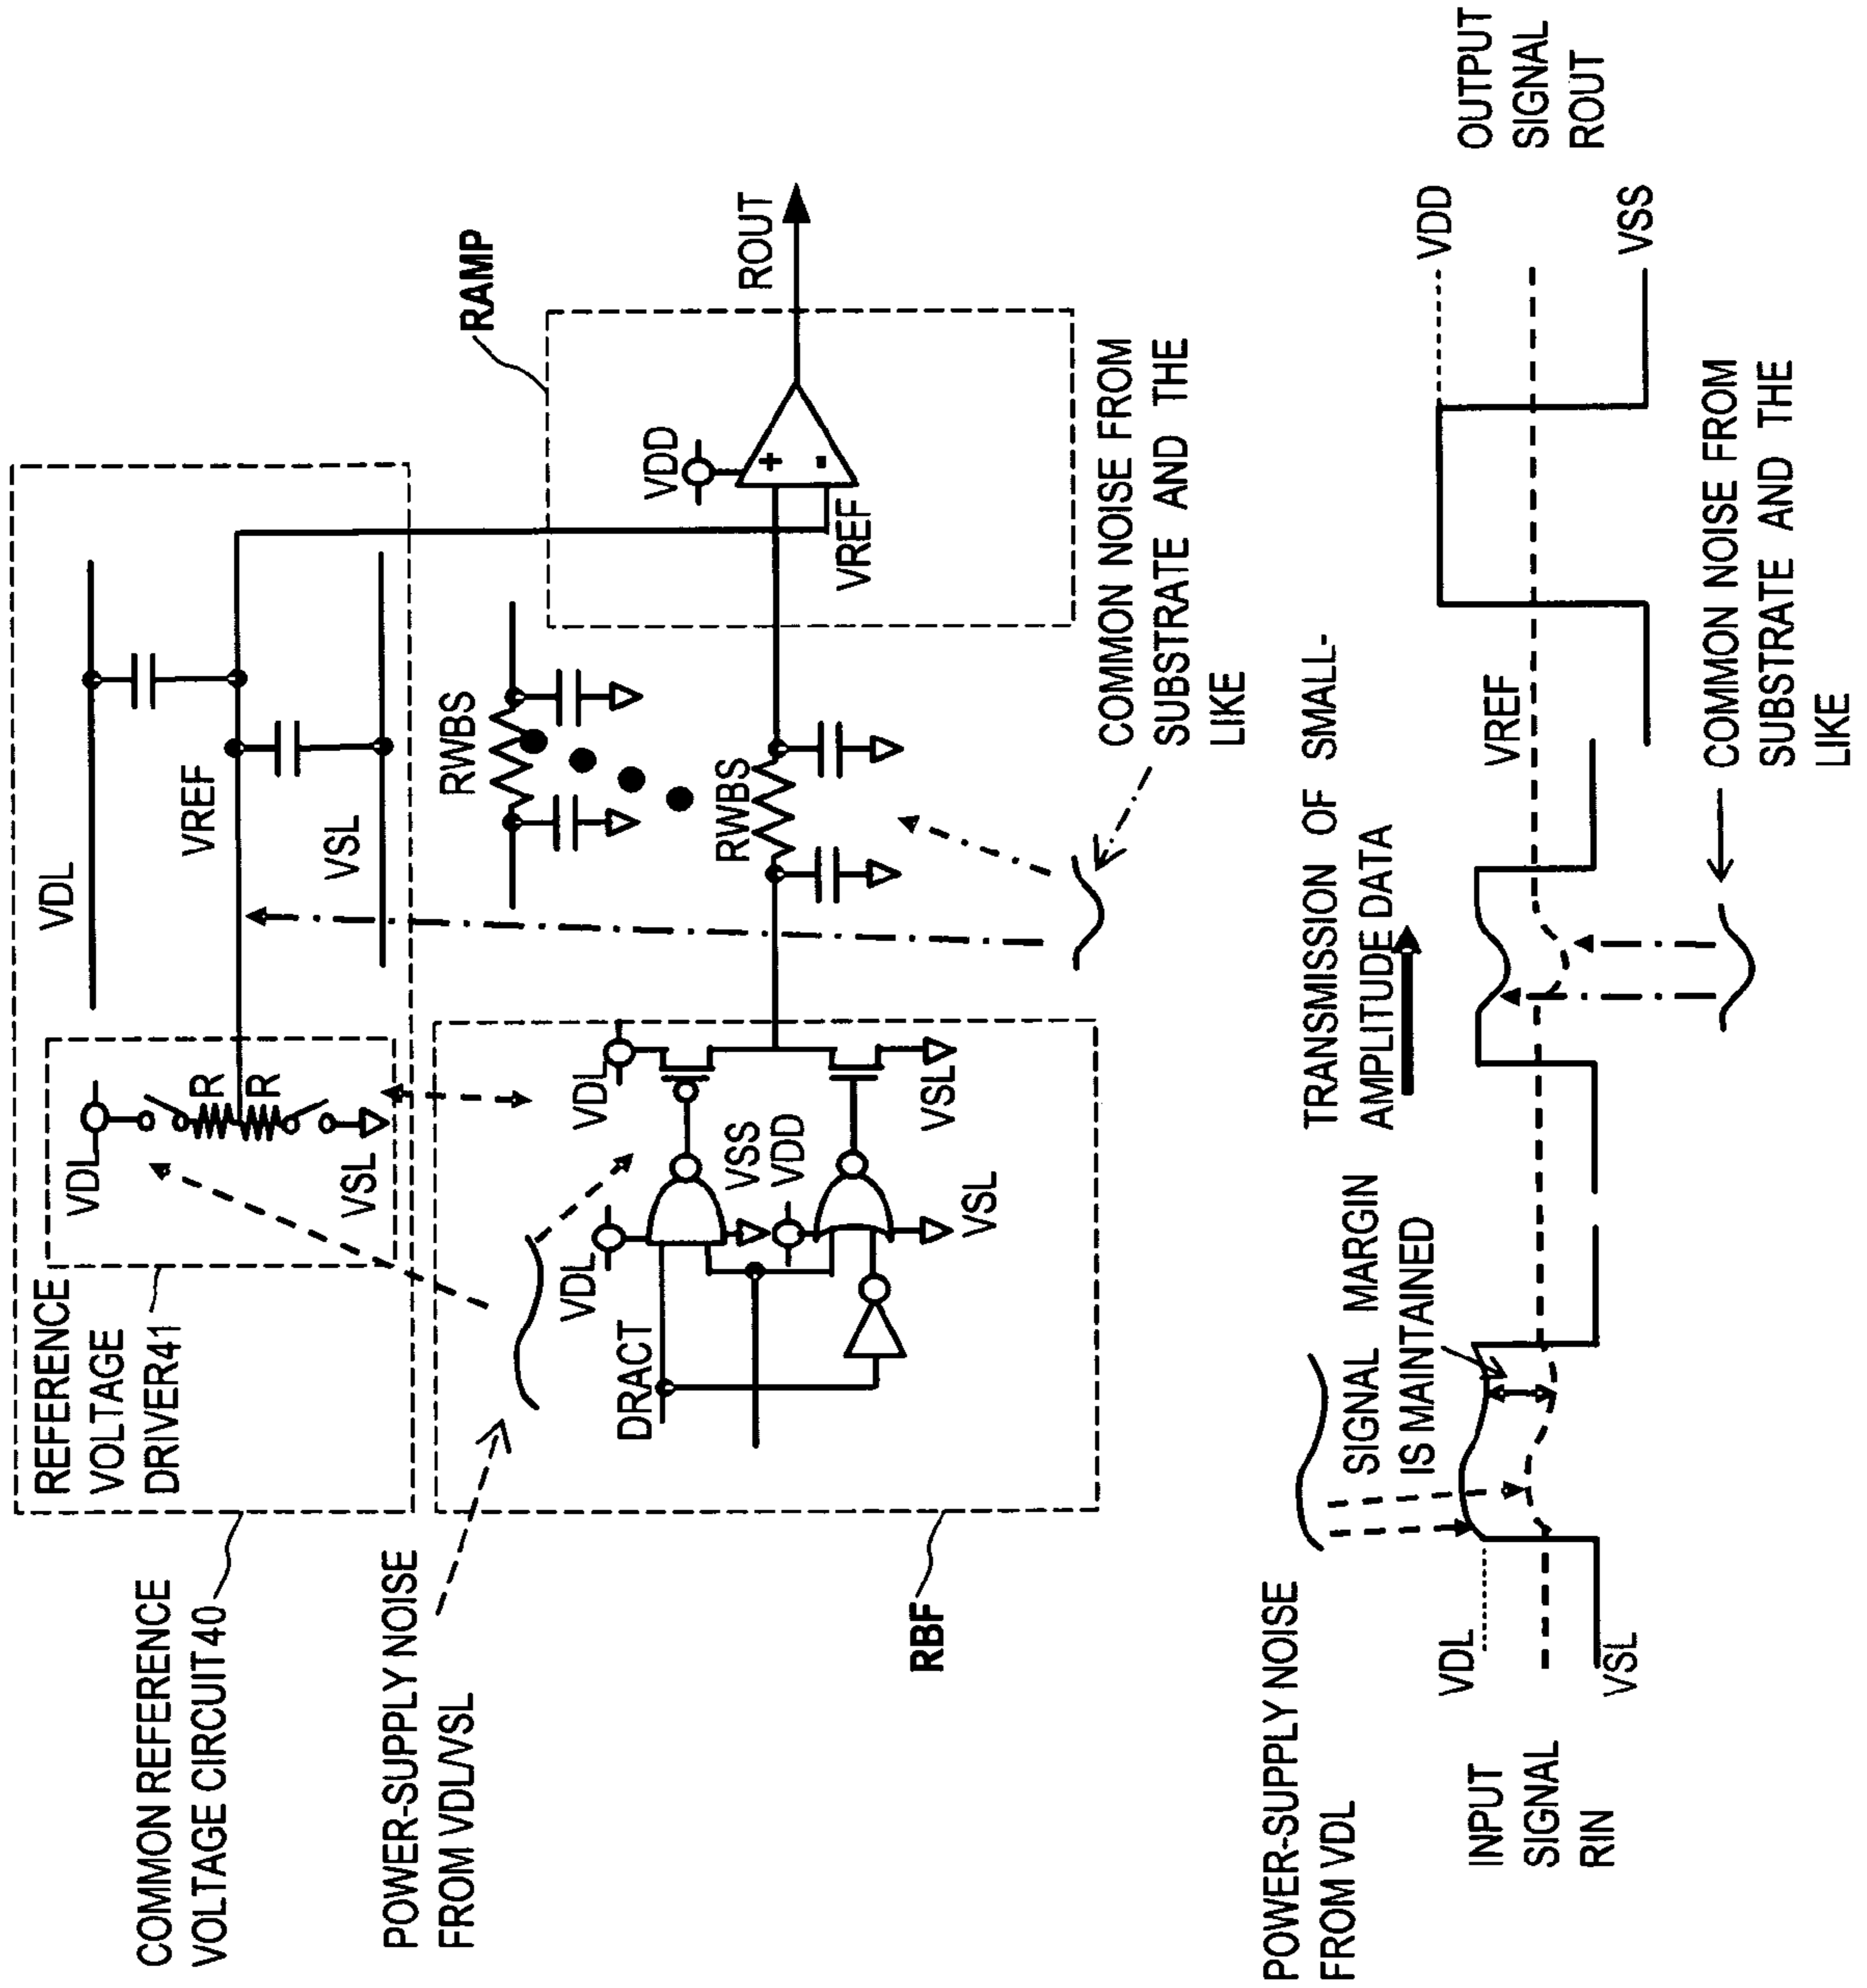 COMMON REFERENCE
VOLTAGE CIRCUIT40
REFERENCE
VOLTAGE
DRIVER41
VDL
R
R
VSL
VDL
VREF
VSL
POWER-SUPPLY NOISE
FROM VDL/VSL
RBF
DRACT
VDL
VSS
VDD
VSL
VDL
VSL
RWBS
RWBS
RAMP
VDD
+
-
VREF
ROUT
COMMON NOISE FROM
SUBSTRATE AND THE
LIKE
POWER-SUPPLY NOISE
FROM VDL
INPUT
SIGNAL
RIN
VDL
VSL
SIGNAL MARGIN
IS MAINTAINED
TRANSMISSION OF SMALL-
AMPLITUDE DATA
VREF
COMMON NOISE FROM
SUBSTRATE AND THE
LIKE
VDD
VSS
OUTPUT
SIGNAL
ROUT